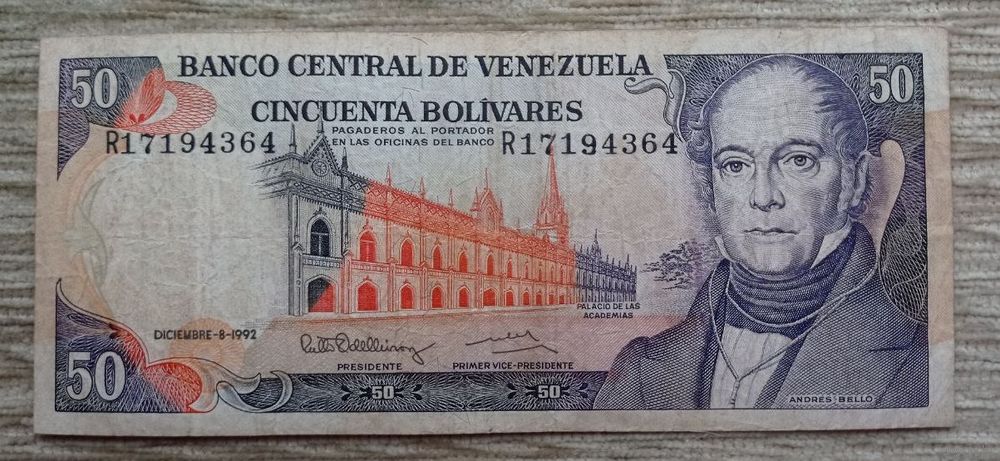 50
BANCO CENTRAL DE VENEZUELA
50
CINCUENTA BOLÍVARES
PAGADEROS AL PORTADOR
EN LAS OFICINAS DEL BANCO
R17194364
R17194364
PALACIO DE LAS
ACADEMIAS
DICIEMBRE-8-1992
PRESIDENTE
PRIMER VICE-PRESIDENTE
50
50
50
ANDRES BELLO